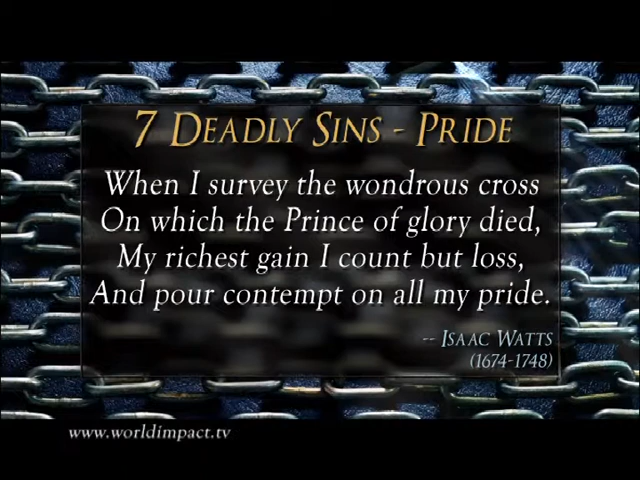 7 Deadly Sins - Pride
When I survey the wondrous cross
On which the Prince of glory died,
My richest gain I count but loss,
And pour contempt on all my pride.
-- Isaac Watts
(1674-1748)
www.worldimpact.tv